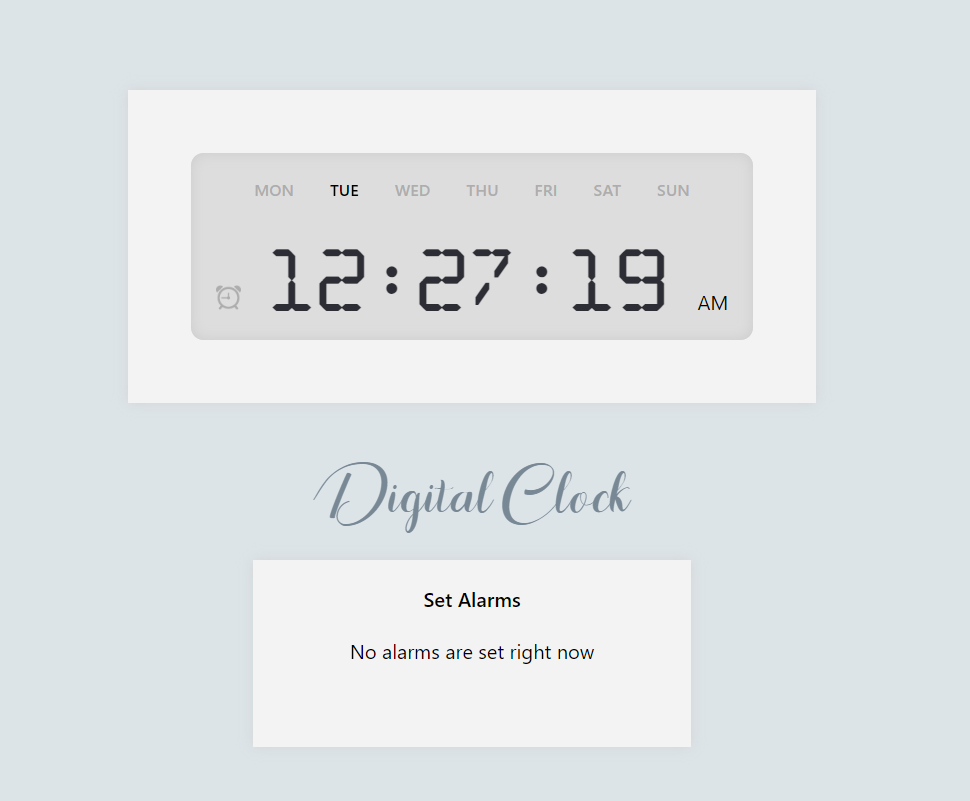 MON TUE WED THU FRI SAT SUN
12:27:19 AM
Digital Clock
Set Alarms
No alarms are set right now